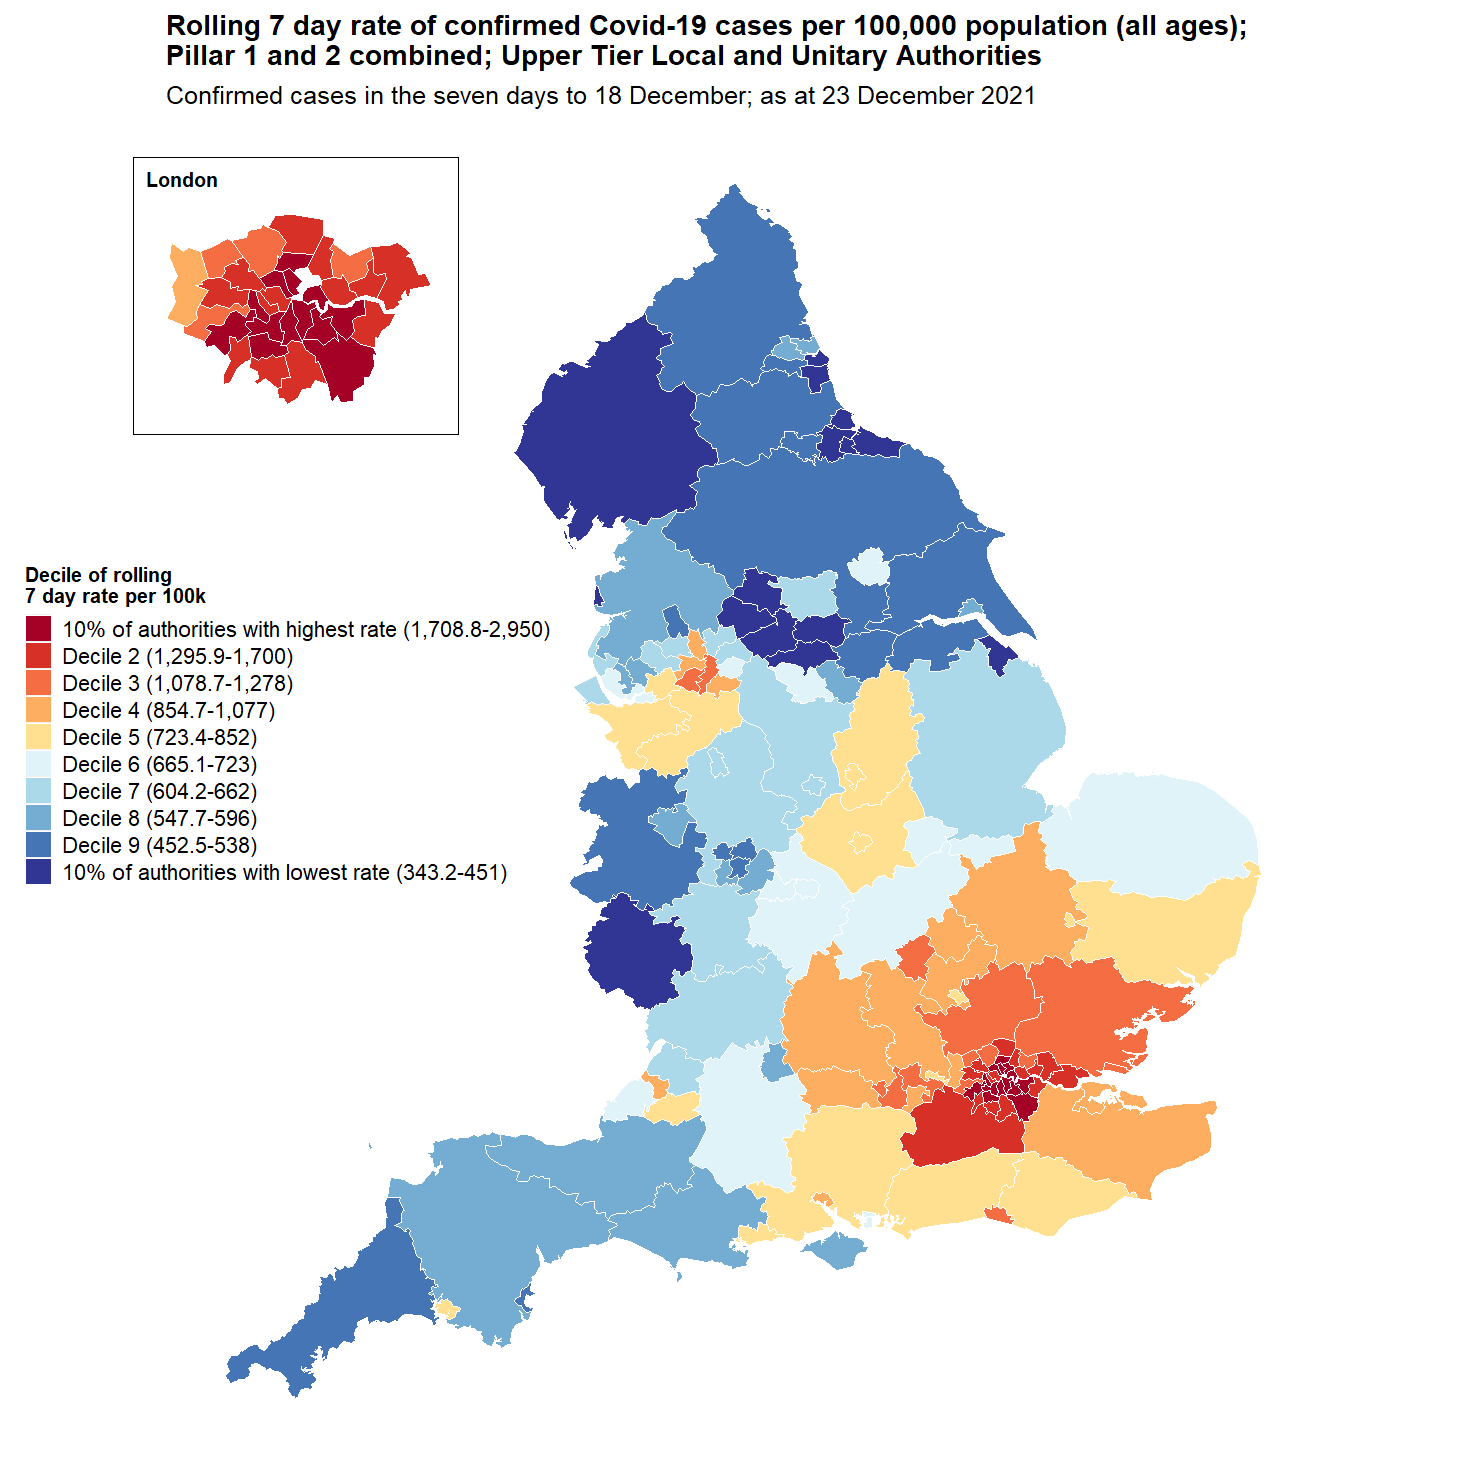 Rolling 7 day rate of confirmed Covid-19 cases per 100,000 population (all ages);
Pillar 1 and 2 combined; Upper Tier Local and Unitary Authorities
Confirmed cases in the seven days to 18 December; as at 23 December 2021
London
Decile of rolling
7 day rate per 100k
10% of authorities with highest rate (1,708.8-2,950)
Decile 2 (1,295.9-1,700)
Decile 3 (1,078.7-1,278)
Decile 4 (854.7-1,077)
Decile 5 (723.4-852)
Decile 6 (665.1-723)
Decile 7 (604.2-662)
Decile 8 (547.7-596)
Decile 9 (452.5-538)
10% of authorities with lowest rate (343.2-451)